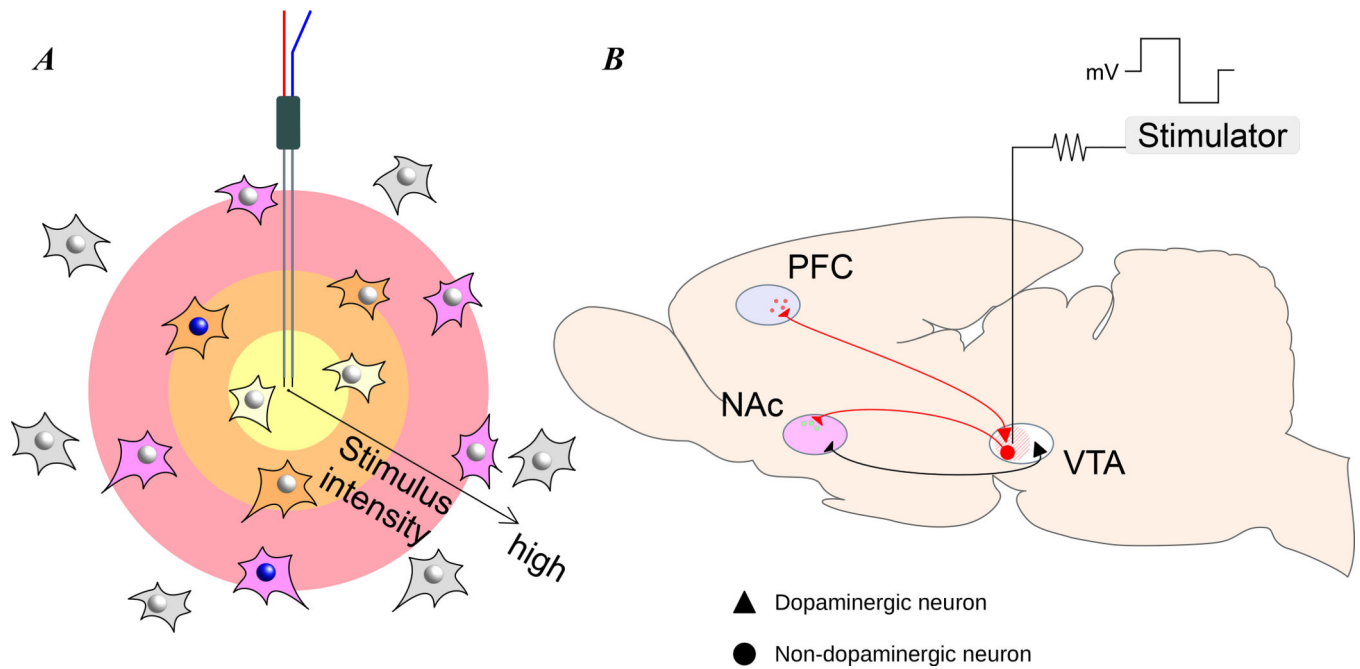 A
Stimulus
intensity
high
B
mV
Stimulator
PFC
NAc
VTA
Dopaminergic neuron
Non-dopaminergic neuron